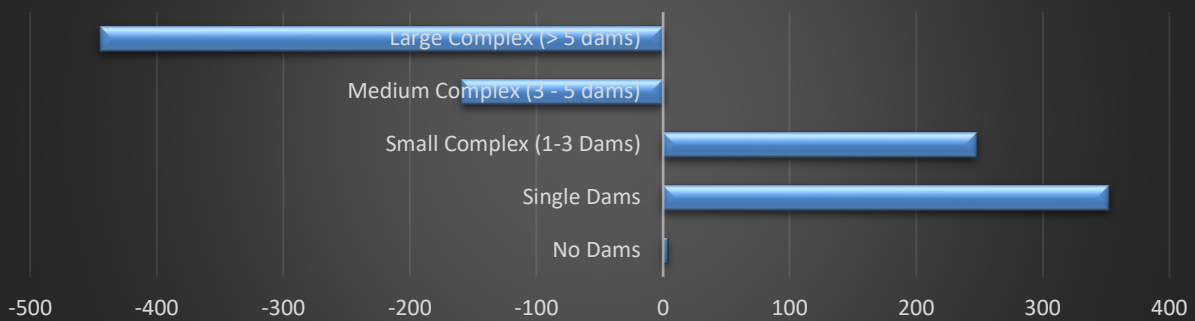 Large Complex (> 5 dams)
Medium Complex (3 - 5 dams)
Small Complex (1-3 Dams)
Single Dams
No Dams
-500 -400 -300 -200 -100 0 100 200 300 400